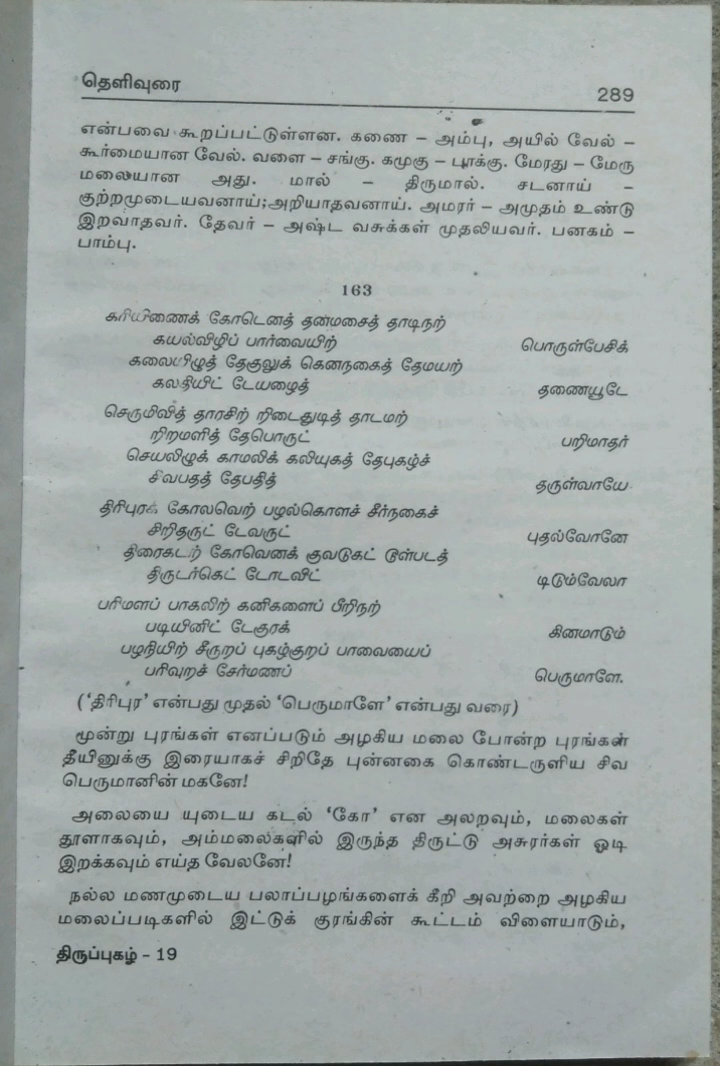 தெளிவுரை 289
என்பவை கூறப்பட்டுள்ளன. கணை – அம்பு, அயில் வேல் –
கூர்மையான வேல். வளை – சங்கு. கமுகு – பாக்கு. மேரது – மேரு
மலையான அது. மால் – திருமால். சடனாய் –
குற்றமுடையவனாய்;அறியாதவனாய். அமரர் – அமுதம் உண்டு
இறவாதவர். தேவர் – அஷ்ட வசுக்கள் முதலியவர். பனகம் –
பாம்பு.
163
கரியிணைக் கோடெனத் தனமசைத் தாடிநற்
கயல்விழிப் பார்வையிற் பொருள்பேசிக்
கலையிழுத் தேகுலுக் கெனநகைத் தேமயற்
கலதியிட் டேயழைத் தணையூடே
செருமிவித் தாரசிற் றிடைதுடித் தாடமற்
றிறமளித் தேபொருட் பறிமாதர்
செயலிழுக் காமலிக் கலியுகத் தேபுகழ்ச்
சிவபதத் தேபதித் தருள்வாயே
திரிபுரக் கோலவெற் பழல்கொளச் சீர்நகைச்
சிறிதருட் டேவருட் புதல்வோனே
திரைகடற் கோவெனக் குவடுகட் டூள்படத்
திருடர்கெட் டோடவிட் டிடும்வேலா
பரிமளப் பாகலிற் கனிகளைப் பீறிநற்
படியினிட் டேகுரக் கினமாடும்
பழநியிற் சீருறப் புகழ்குறப் பாவையைப்
பரிவுறச் சேர்மணப் பெருமாளே.
(‘திரிபுர’ என்பது முதல் ‘பெருமாளே’ என்பது வரை)
மூன்று புரங்கள் எனப்படும் அழகிய மலை போன்ற புரங்கள்
தீயினுக்கு இரையாகச் சிறிதே புன்னகை கொண்டருளிய சிவ
பெருமானின் மகனே!
அலையை யுடைய கடல் ‘கோ’ என அலறவும், மலைகள்
தூளாகவும், அம்மலைகளில் இருந்த திருட்டு அசுரர்கள் ஓடி
இறக்கவும் எய்த வேலனே!
நல்ல மணமுடைய பலாப்பழங்களைக் கீறி அவற்றை அழகிய
மலைப்படிகளில் இட்டுக் குரங்கின் கூட்டம் விளையாடும்,
திருப்புகழ் - 19